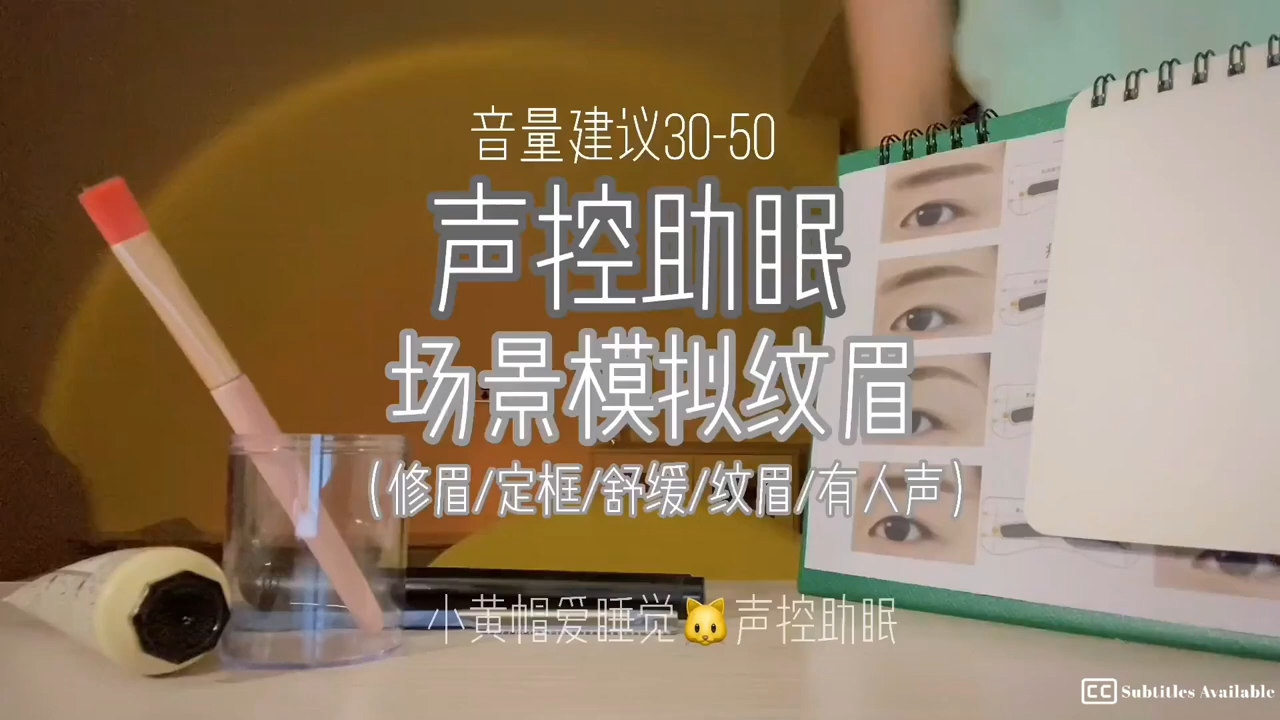 音量建议30-50
声控助眠
场景模拟纹眉
(修眉/定框/舒缓/纹眉/有人声)
小黄帽爱睡觉🐱声控助眠
CC Subtitles Available